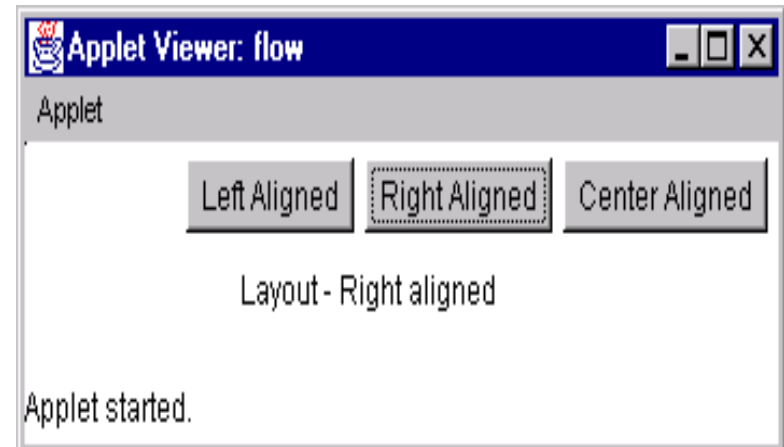 Applet Viewer: flow
Applet
Left Aligned Right Aligned Center Aligned
Layout - Right aligned
Applet started.